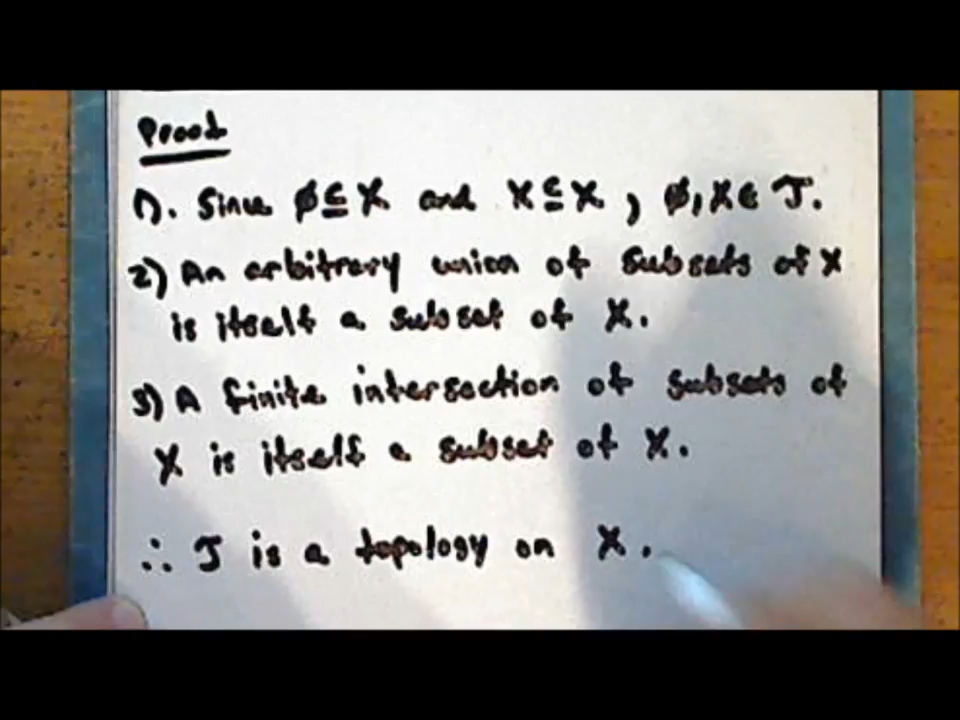 Proof
1). Since ∅⊆X and X⊆X, ∅,X∈ J.
2) An arbitrary union of subsets of X
is itself a subset of X.
3) A finite intersection of subsets of
X is itself a subset of X.
∴ J is a topology on X.